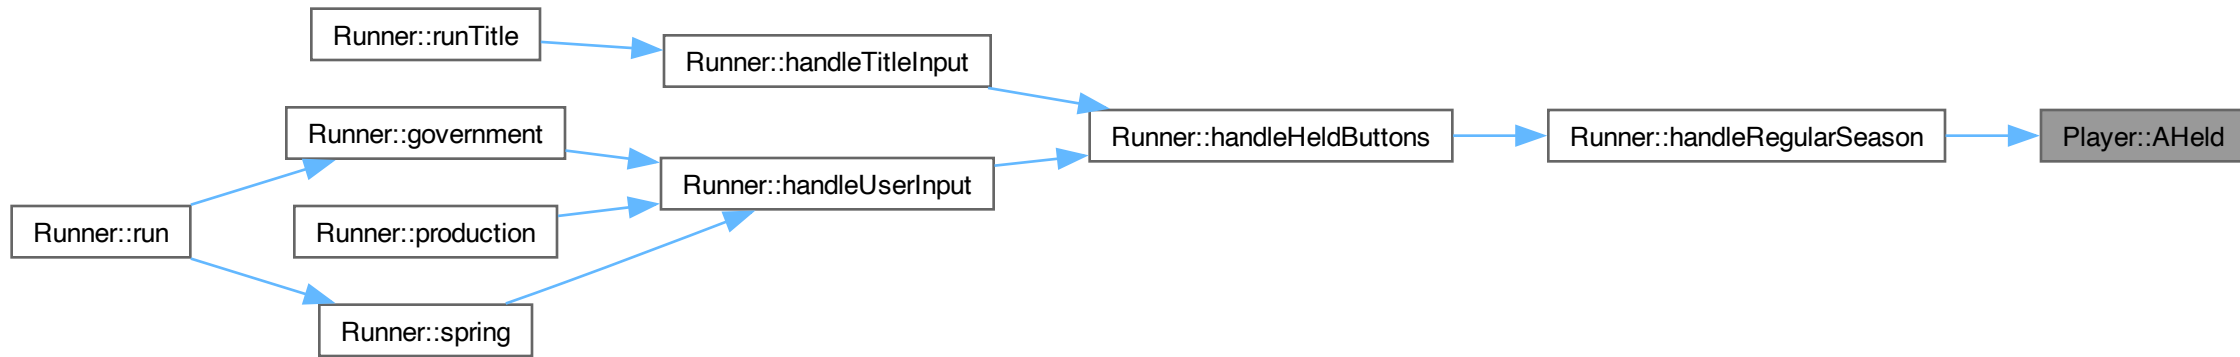 Runner::runTitle
Runner::handleTitleInput
Runner::government
Runner::handleHeldButtons
Runner::handleRegularSeason
Player::AHeld
Runner::handleUserInput
Runner::run
Runner::production
Runner::spring